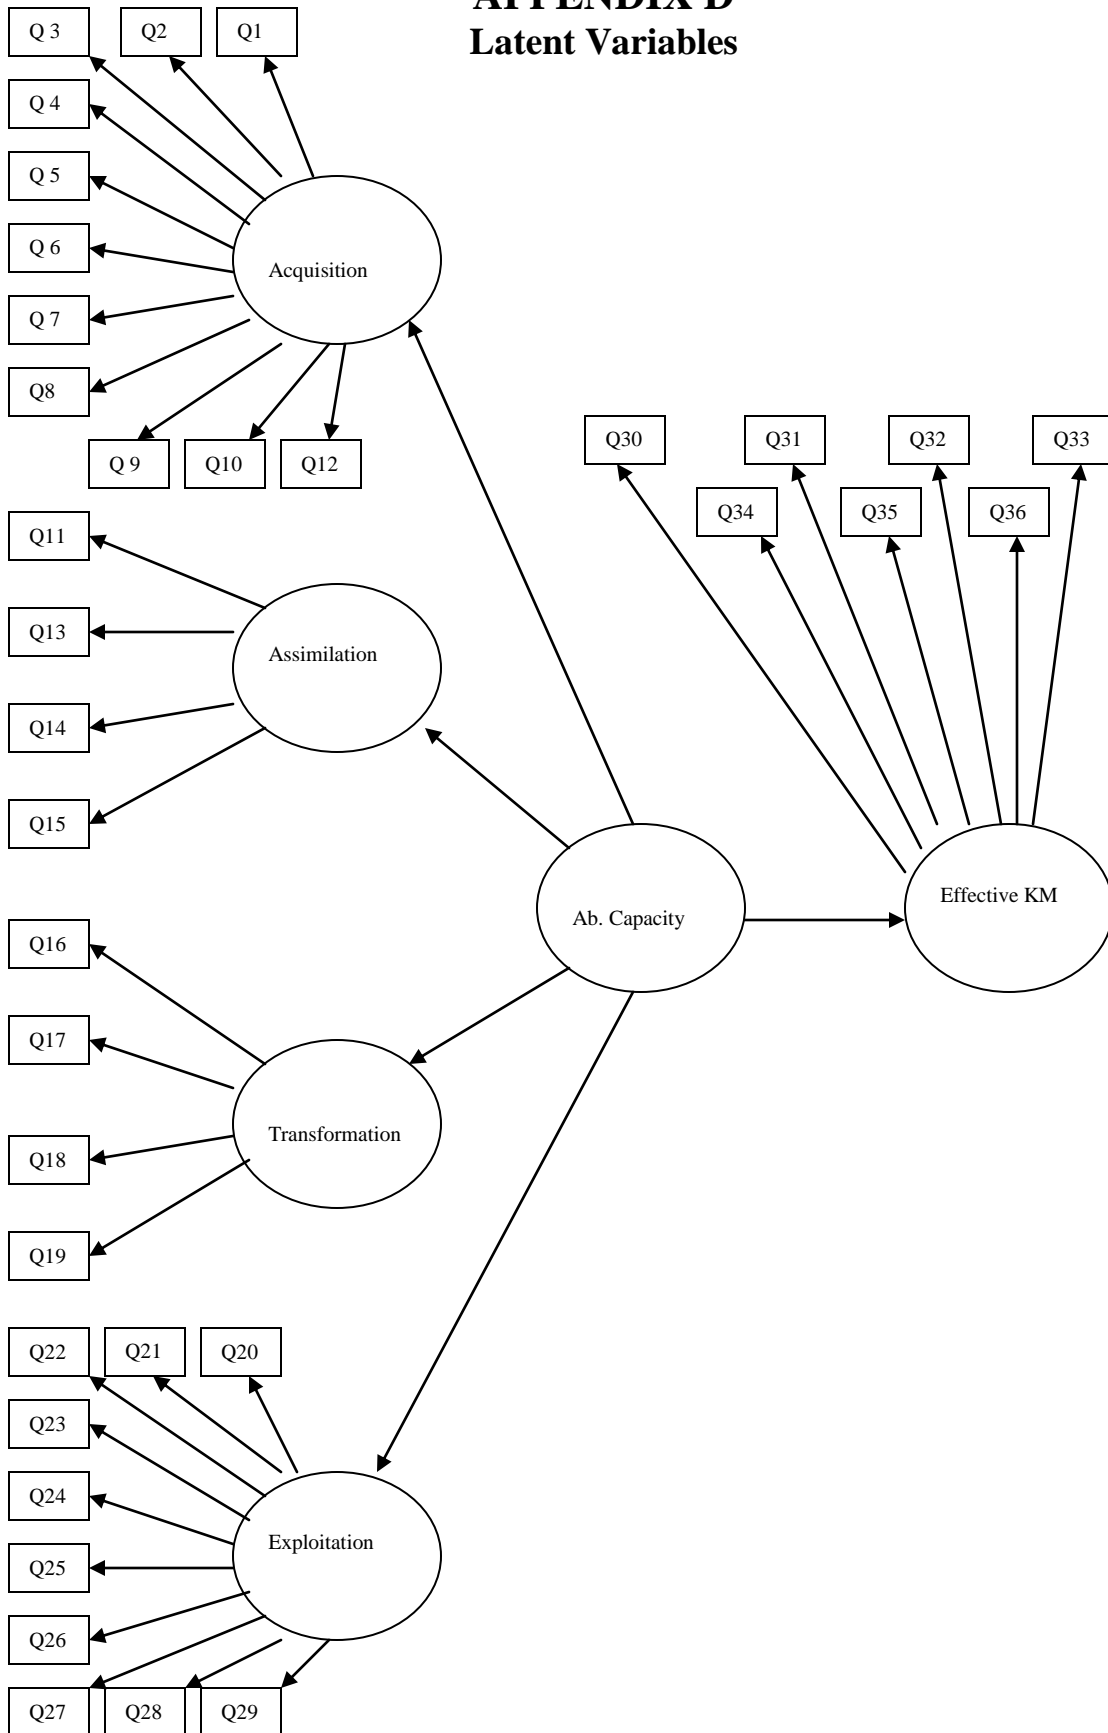 APPENDIX D
Latent Variables
Q 3
Q2
Q1
Q 4
Q 5
Q 6
Acquisition
Q 7
Q8
Q 9
Q10
Q12
Q30
Q31
Q32
Q33
Q34
Q35
Q36
Q11
Q13
Assimilation
Q14
Q15
Effective KM
Ab. Capacity
Q16
Q17
Transformation
Q18
Q19
Q22
Q21
Q20
Q23
Q24
Exploitation
Q25
Q26
Q27
Q28
Q29